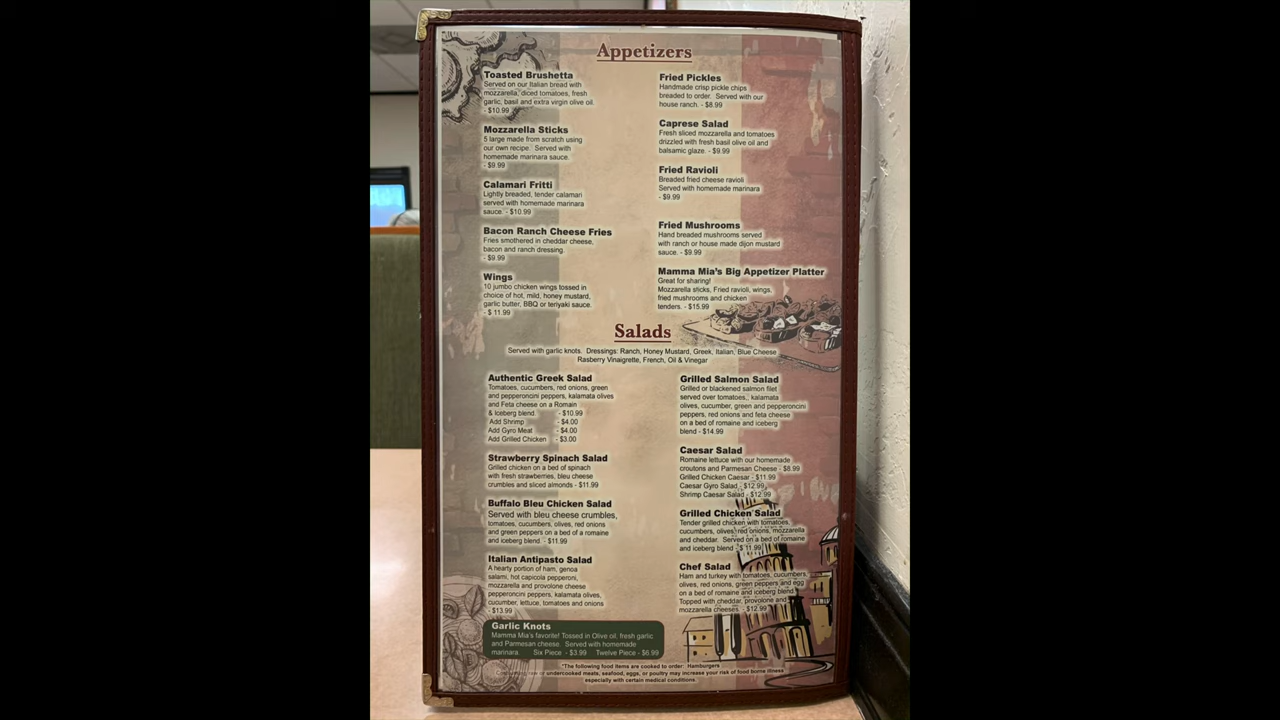 Appetizers
Toasted Brushetta
Served on our Italian bread with
mozzarella, diced tomatoes, fresh
garlic, basil and extra virgin olive oil.
- $10.99
Mozzarella Sticks
5 large made from scratch using
our own recipe. Served with
homemade marinara sauce.
- $9.99
Calamari Fritti
Lightly breaded, tender calamari
served with homemade marinara
sauce. - $10.99
Bacon Ranch Cheese Fries
Fries smothered in cheddar cheese,
bacon and ranch dressing.
- $9.99
Wings
10 jumbo chicken wings tossed in
choice of hot, mild, honey mustard,
garlic butter, BBQ or teriyaki sauce.
- $ 11.99
Fried Pickles
Handmade crisp pickle chips
breaded to order. Served with our
house ranch. - $8.99
Caprese Salad
Fresh sliced mozzarella and tomatoes
drizzled with fresh basil olive oil and
balsamic glaze. - $9.99
Fried Ravioli
Breaded fried cheese ravioli
Served with homemade marinara
- $9.99
Fried Mushrooms
Hand breaded mushrooms served
with ranch or house made dijon mustard
sauce. - $9.99
Mamma Mia's Big Appetizer Platter
Great for sharing!
Mozzarella sticks, Fried ravioli, wings,
fried mushrooms and chicken
tenders. - $15.99
Salads
Served with garlic knots. Dressings: Ranch, Honey Mustard, Greek, Italian, Blue Cheese
Rasberry Vinaigrette, French, Oil & Vinegar
Authentic Greek Salad
Tomatoes, cucumbers, red onions, green
and pepperoncini peppers, kalamata olives
and Feta cheese on a Romain
& Iceberg blend. - $10.99
Add Shrimp - $4.00
Add Gyro Meat - $4.00
Add Grilled Chicken - $3.00
Strawberry Spinach Salad
Grilled chicken on a bed of spinach
with fresh strawberries, bleu cheese
crumbles and sliced almonds - $11.99
Buffalo Bleu Chicken Salad
Served with bleu cheese crumbles,
tomatoes, cucumbers, olives, red onions
and green peppers on a bed of a romaine
and iceberg blend. - $11.99
Italian Antipasto Salad
A hearty portion of ham, genoa
salami, hot capicola pepperoni,
mozzarella and provolone cheese
pepperoncini peppers, kalamata olives,
cucumber, lettuce, tomatoes and onions
- $13.99
Grilled Salmon Salad
Grilled or blackened salmon filet
served over tomatoes, kalamata
olives, cucumber, green and pepperoncini
peppers, red onions and feta cheese
on a bed of romaine and iceberg
blend - $14.99
Caesar Salad
Romaine lettuce with our homemade
croutons and Parmesan Cheese - $8.99
Grilled Chicken Caesar - $11.99
Caesar Gyro Salad - $12.99
Shrimp Caesar Salad - $12.99
Grilled Chicken Salad
Tender grilled chicken with tomatoes,
cucumbers, olives, red onions, mozzarella
and cheddar. Served on a bed of romaine
and iceberg blend - $ 11.99
Chef Salad
Ham and turkey with tomatoes, cucumbers,
olives, red onions, green peppers and egg
on a bed of romaine and iceberg blend.
Topped with cheddar, provolone and
mozzarella cheeses. - $12.99
Garlic Knots
Mamma Mia's favorite! Tossed in Olive oil, fresh garlic
and Parmesan cheese. Served with homemade
marinara. Six Piece - $3.99 Twelve Piece - $6.99
*The following food items are cooked to order: Hamburgers
Consuming raw or undercooked meats, seafood, eggs, or poultry may increase your risk of food borne illness
especially with certain medical conditions.